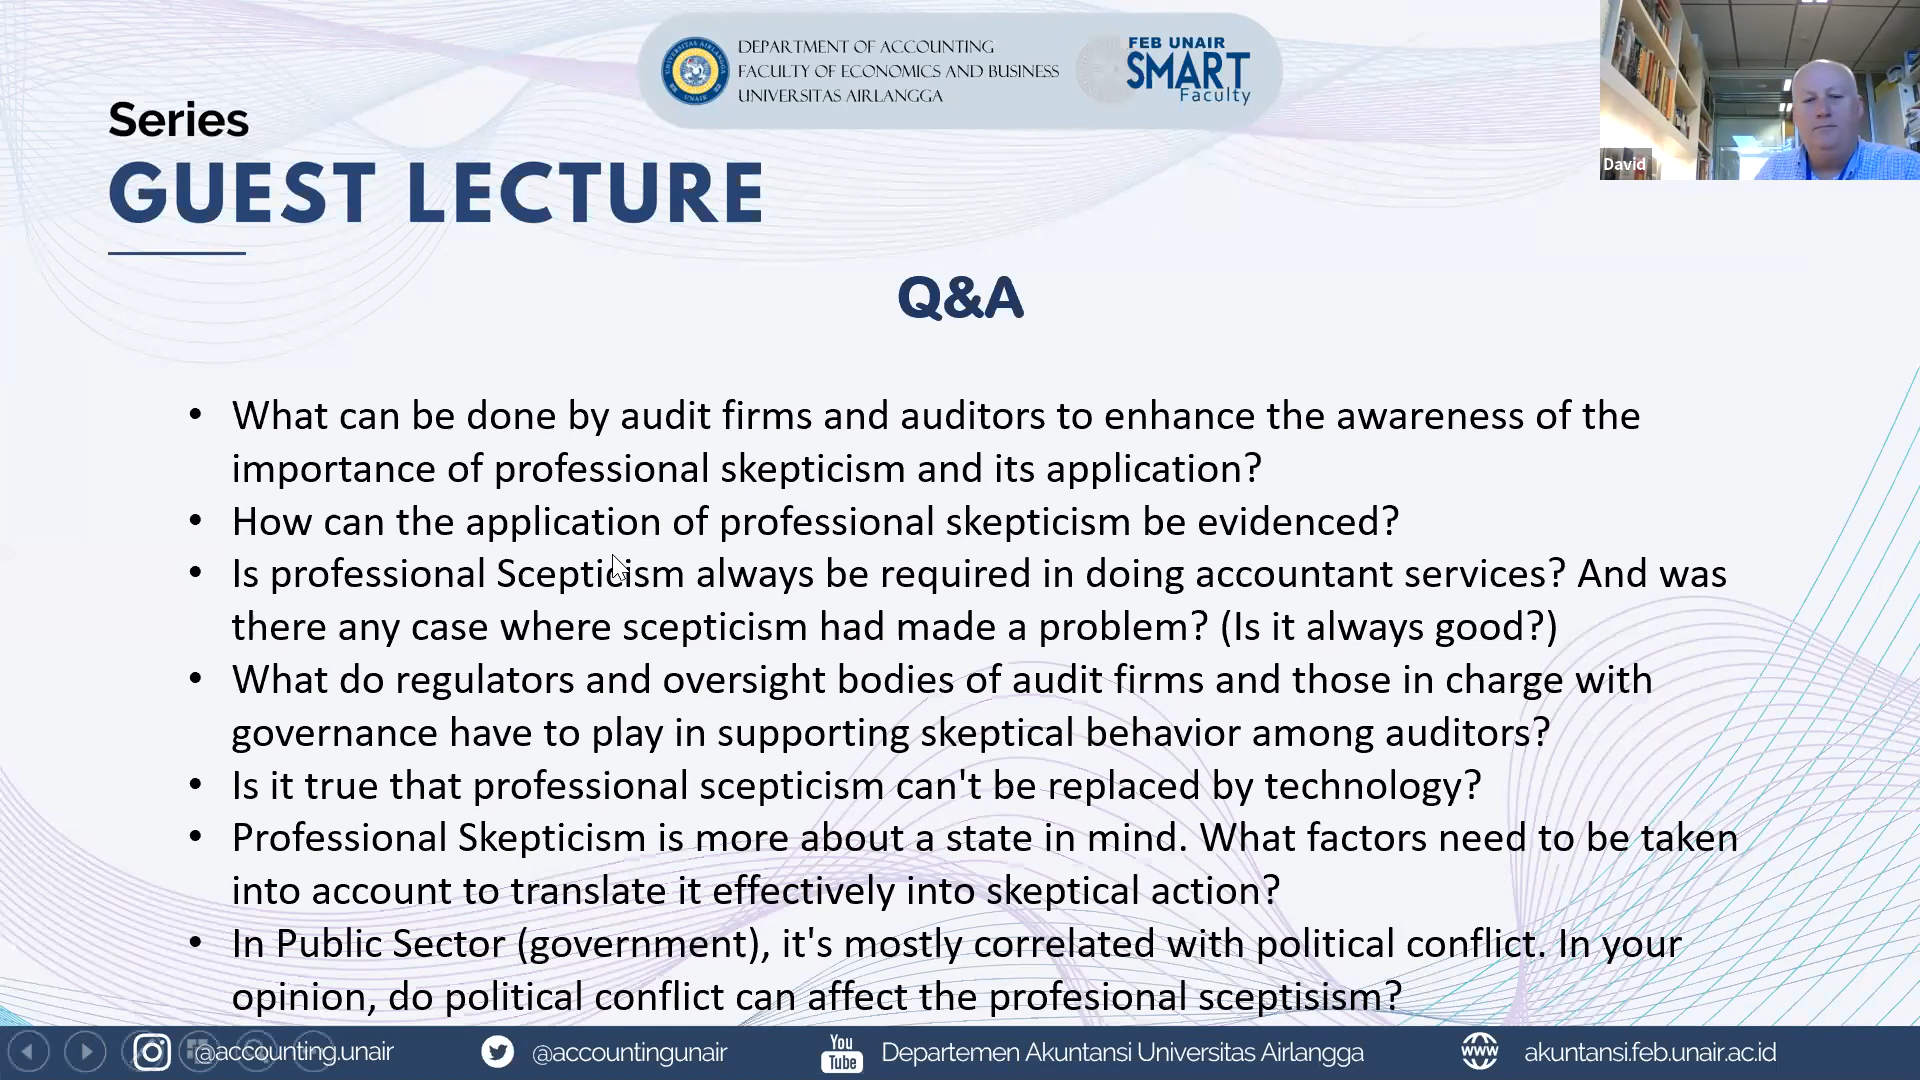 DEPARTMENT OF ACCOUNTING
FACULTY OF ECONOMICS AND BUSINESS
UNIVERSITAS AIRLANGGA
FEB UNAIR
SMART
Faculty
David
Series
GUEST LECTURE
Q&A
• What can be done by audit firms and auditors to enhance the awareness of the
importance of professional skepticism and its application?
• How can the application of professional skepticism be evidenced?
• Is professional Scepticism always be required in doing accountant services? And was
there any case where scepticism had made a problem? (Is it always good?)
• What do regulators and oversight bodies of audit firms and those in charge with
governance have to play in supporting skeptical behavior among auditors?
• Is it true that professional scepticism can't be replaced by technology?
• Professional Skepticism is more about a state in mind. What factors need to be taken
into account to translate it effectively into skeptical action?
• In Public Sector (government), it's mostly correlated with political conflict. In your
opinion, do political conflict can affect the profesional sceptisism?
@accounting.unair
@accountingunair
You
Tube
Departemen Akuntansi Universitas Airlangga
www
akuntansi.feb.unair.ac.id